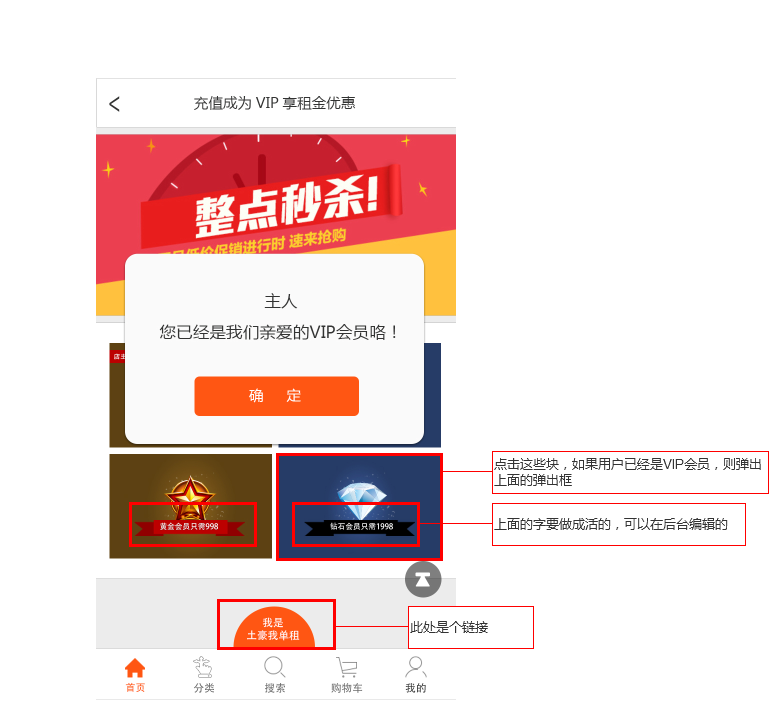 充值成为 VIP 享租金优惠
整点秒杀!
低价促销进行时 速来抢购
主人
您已经是我们亲爱的VIP会员咯！
确 定
店主
黄金会员只需998
钻石会员只需1998
点击这些块，如果用户已经是VIP会员，则弹出
上面的弹出框
上面的字要做成活的，可以在后台编辑的
我是
土豪我单租
此处是个链接
首页
分类
搜索
购物车
我的